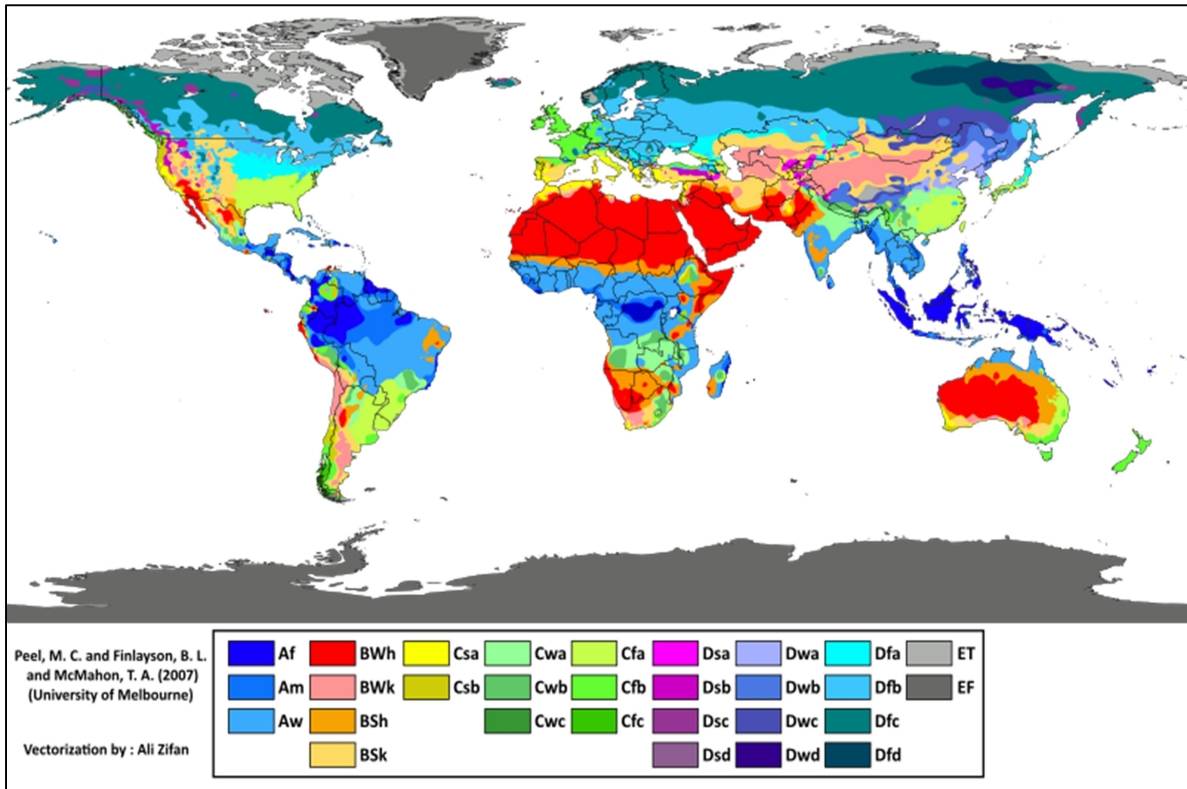 Peel, M. C. and Finlayson, B. L.
and McMahon, T. A. (2007)
(University of Melbourne)
Vectorization by : Ali Zifan
Af BWh Csa Cwa Cfa Dsa Dwa Dfa ET
Am BWk Csb Cwb Cfb Dsb Dwb Dfb EF
Aw BSh Cwc Cfc Dsc Dwc Dfc
BSk Dsd Dwd Dfd